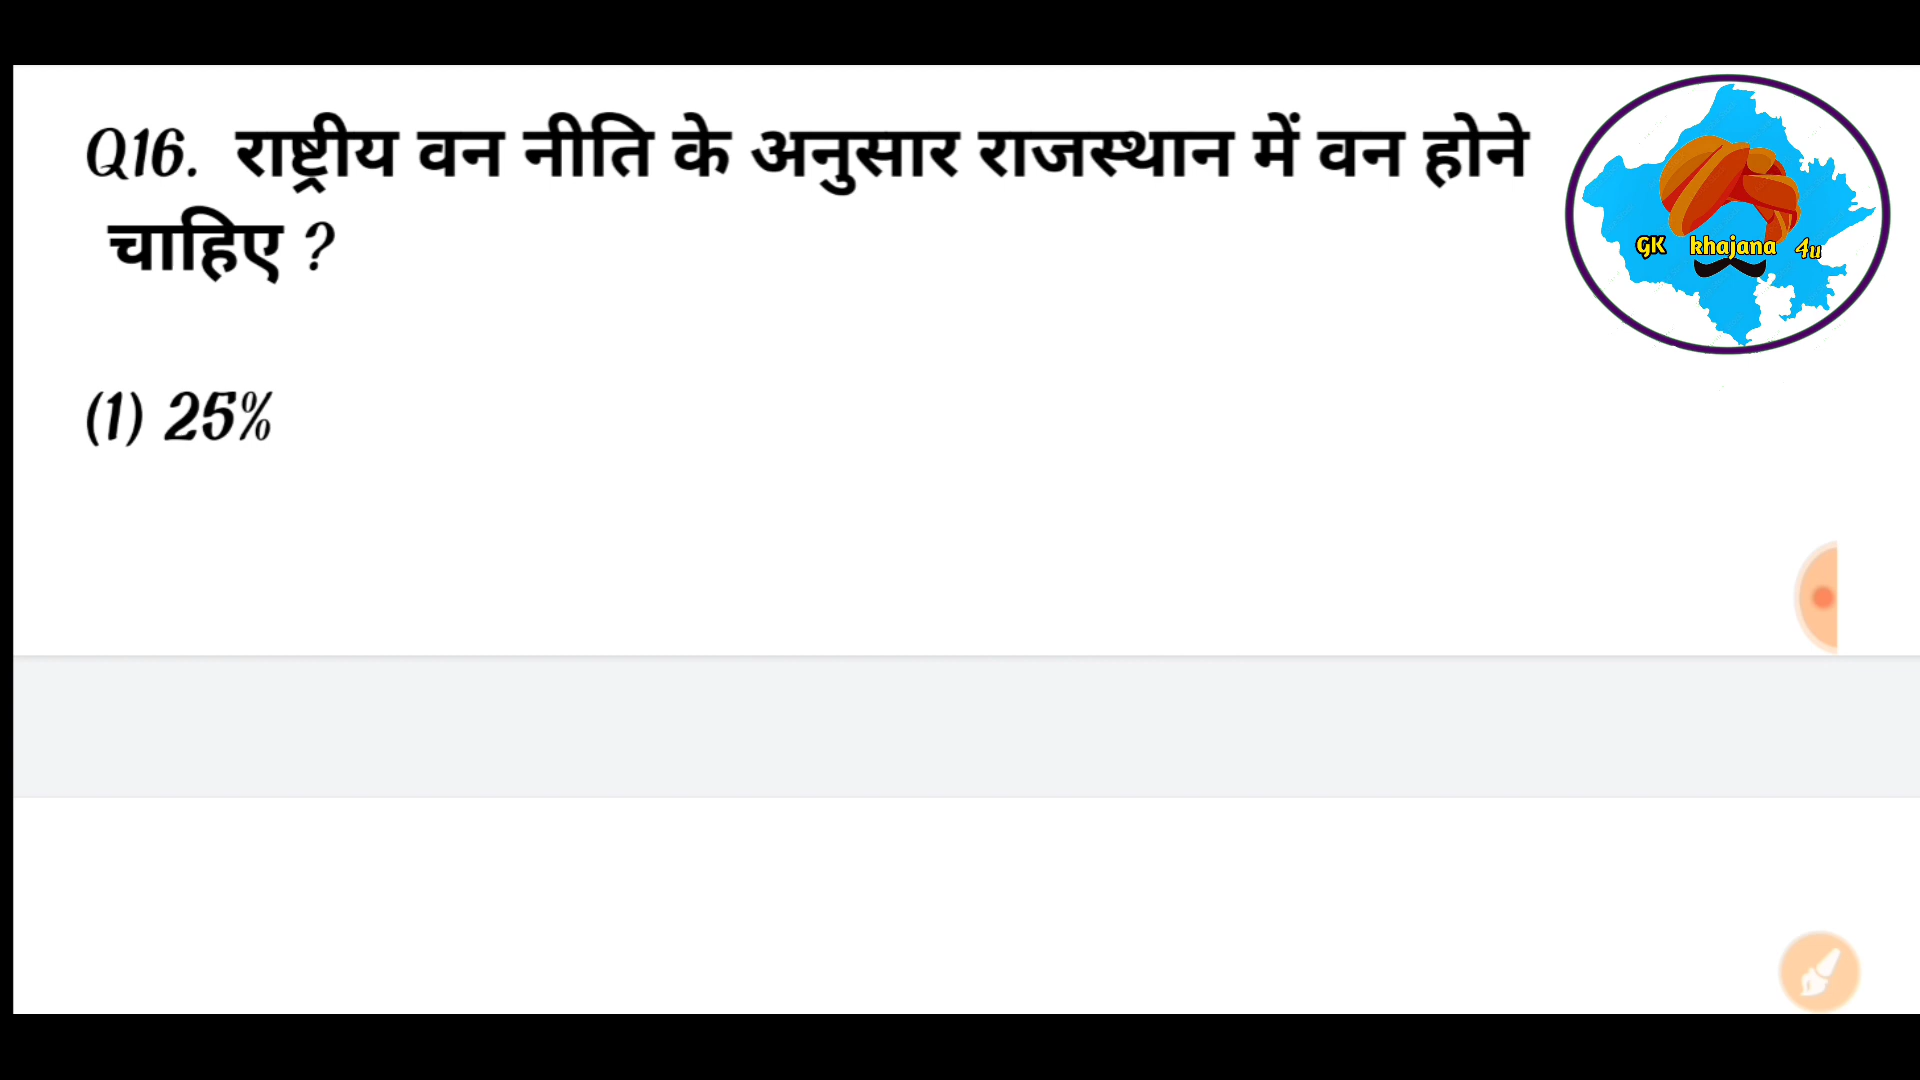 Q16. राष्ट्रीय वन नीति के अनुसार राजस्थान में वन होने
चाहिए ?
GK khajana 4u
(1) 25%